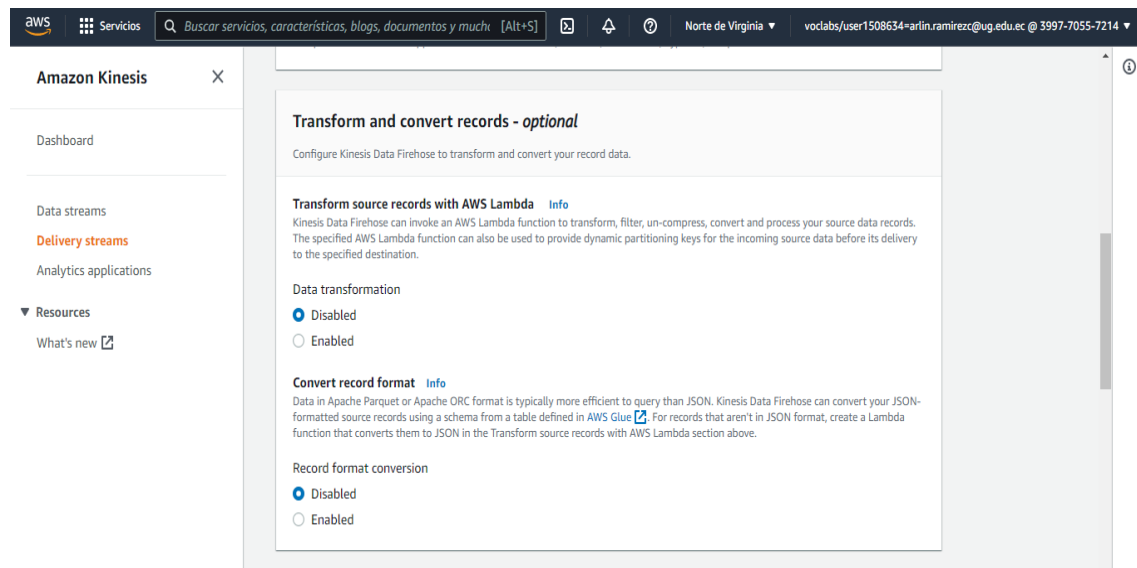 aws
Servicios
Buscar servicios, características, blogs, documentos y much [Alt+S]
Norte de Virginia ▼
voclabs/user1508634=arlin.ramirezc@ug.edu.ec @ 3997-7055-7214 ▼
Amazon Kinesis
Dashboard
Data streams
Delivery streams
Analytics applications
▼ Resources
What's new
Transform and convert records - optional
Configure Kinesis Data Firehose to transform and convert your record data.
Transform source records with AWS Lambda Info
Kinesis Data Firehose can invoke an AWS Lambda function to transform, filter, un-compress, convert and process your source data records.
The specified AWS Lambda function can also be used to provide dynamic partitioning keys for the incoming source data before its delivery
to the specified destination.
Data transformation
Disabled
Enabled
Convert record format Info
Data in Apache Parquet or Apache ORC format is typically more efficient to query than JSON. Kinesis Data Firehose can convert your JSON-
formatted source records using a schema from a table defined in AWS Glue. For records that aren't in JSON format, create a Lambda
function that converts them to JSON in the Transform source records with AWS Lambda section above.
Record format conversion
Disabled
Enabled